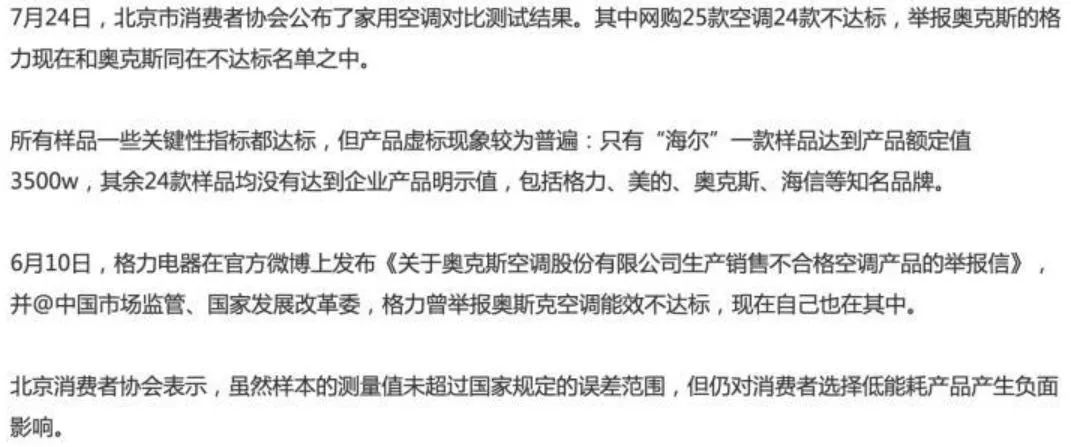 7月24日，北京市消费者协会公布了家用空调对比测试结果。其中网购25款空调24款不达标，举报奥克斯的格
力现在和奥克斯同在不达标名单之中。
所有样品一些关键性指标都达标，但产品虚标现象较为普遍：只有“海尔”一款样品达到产品额定值
3500w，其余24款样品均没有达到企业产品明示值，包括格力、美的、奥克斯、海信等知名品牌。
6月10日，格力电器在官方微博上发布《关于奥克斯空调股份有限公司生产销售不合格空调产品的举报信》，
并@中国市场监管、国家发展改革委，格力曾举报奥斯克空调能效不达标，现在自己也在其中。
北京消费者协会表示，虽然样本的测量值未超过国家规定的误差范围，但仍对消费者选择低能耗产品产生负面
影响。